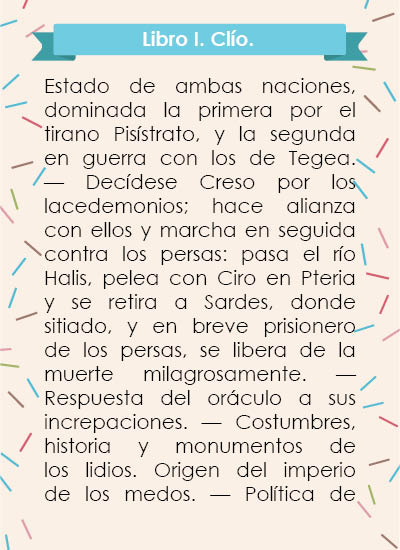 Libro I. Clío.
Estado de ambas naciones,
dominada la primera por el
tirano Pisístrato, y la segunda
en guerra con los de Tegea.
— Decídese Creso por los
lacedemonios; hace alianza
con ellos y marcha en seguida
contra los persas: pasa el río
Halis, pelea con Ciro en Pteria
y se retira a Sardes, donde
sitiado, y en breve prisionero
de los persas, se libera de la
muerte milagrosamente. —
Respuesta del oráculo a sus
increpaciones. — Costumbres,
historia y monumentos de
los lidios. Origen del imperio
de los medos. — Política de